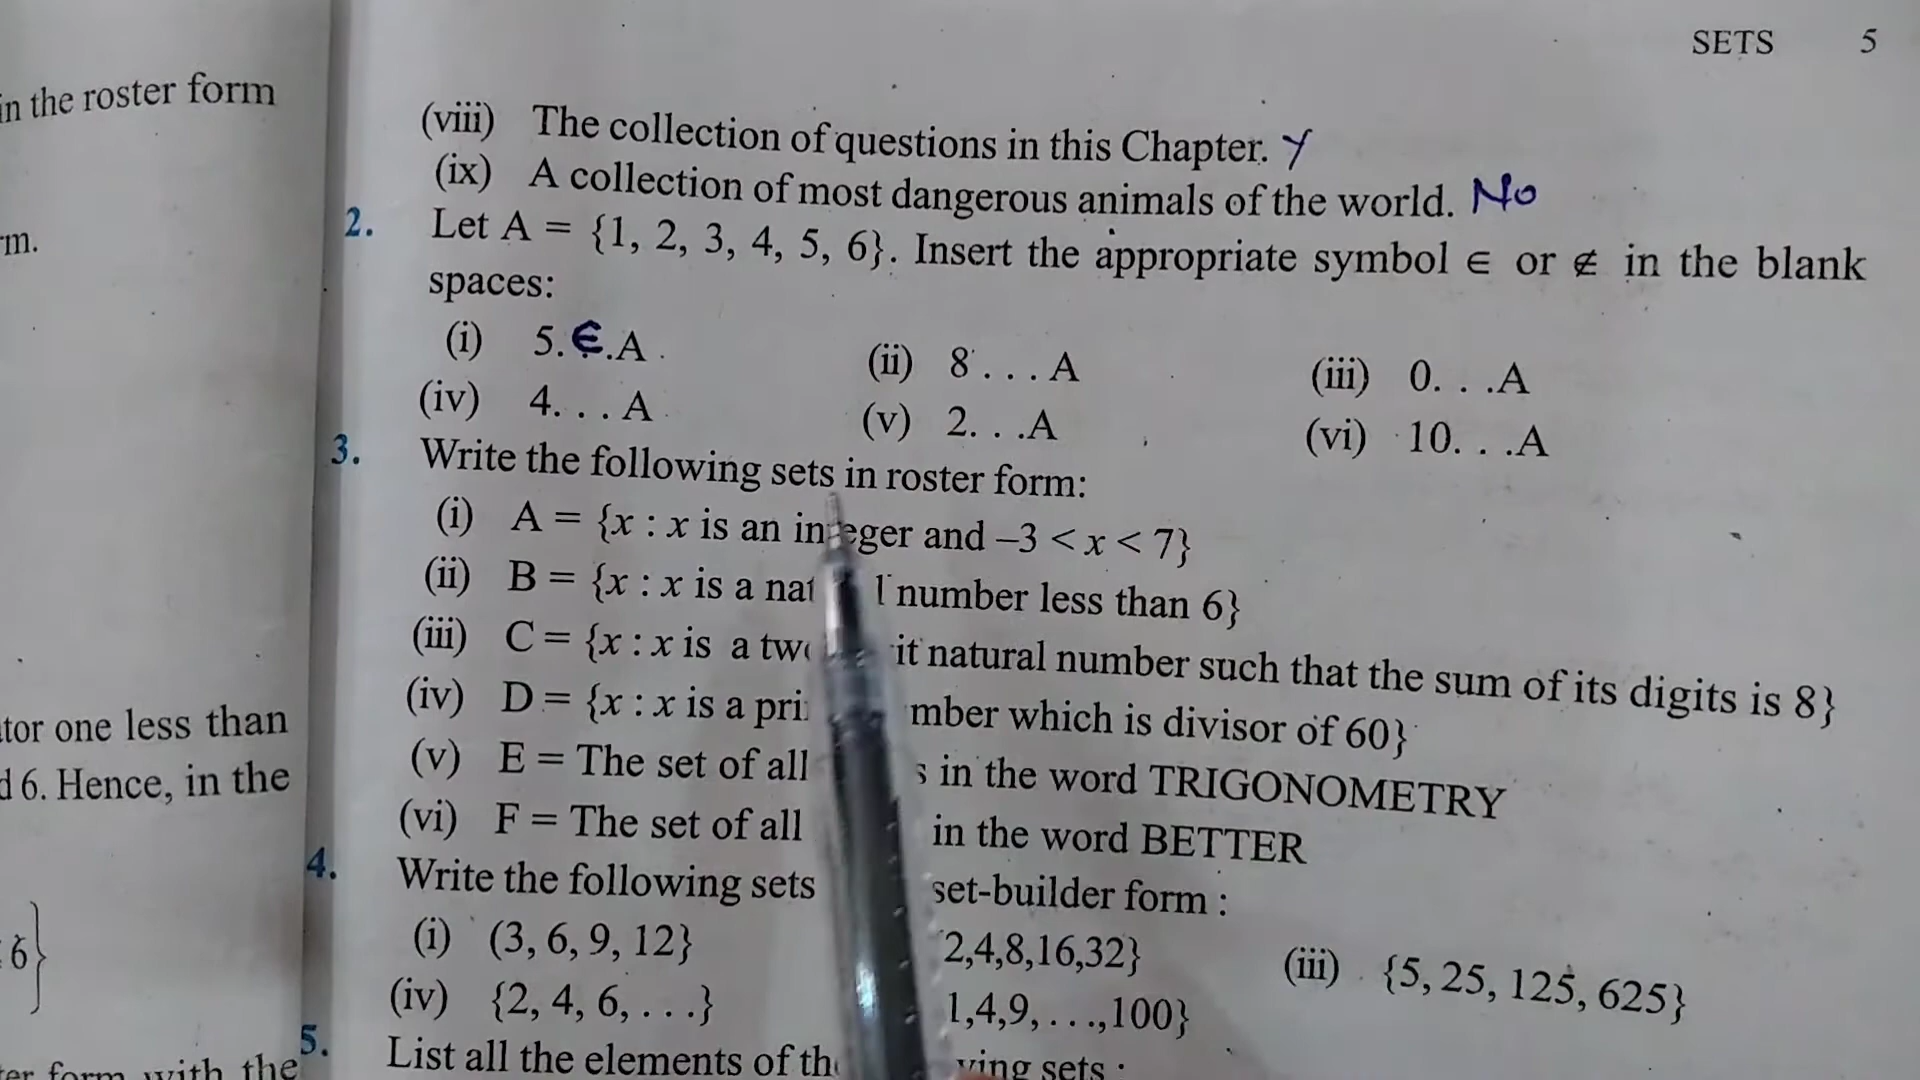 SETS 5
in the roster form
m.
tor one less than
d 6. Hence, in the
6}
ter form with the
(viii) The collection of questions in this Chapter. Y
(ix) A collection of most dangerous animals of the world. No
2. Let A = {1, 2, 3, 4, 5, 6}. Insert the appropriate symbol ∈ or ∉ in the blank
spaces:
(i) 5.∈.A (ii) 8 . . . A (iii) 0. . .A
(iv) 4. . . A (v) 2. . .A (vi) 10. . .A
3. Write the following sets in roster form:
(i) A = {x : x is an integer and –3 < x < 7}
(ii) B = {x : x is a nat l number less than 6}
(iii) C = {x : x is a tw it natural number such that the sum of its digits is 8}
(iv) D = {x : x is a pri mber which is divisor of 60}
(v) E = The set of all s in the word TRIGONOMETRY
(vi) F = The set of all in the word BETTER
4. Write the following sets set-builder form :
(i) (3, 6, 9, 12} 2,4,8,16,32} (iii) {5, 25, 125, 625}
(iv) {2, 4, 6, . . .} 1,4,9, . . .,100}
5. List all the elements of th wing sets :